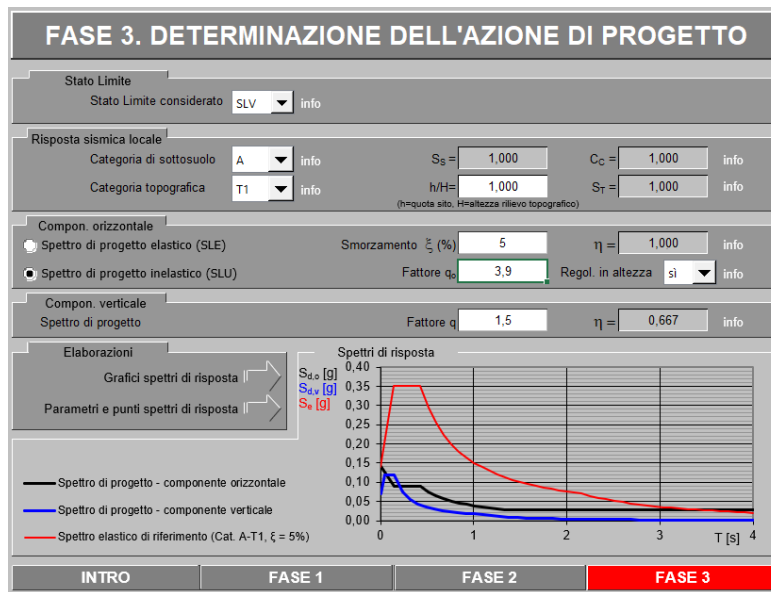 FASE 3. DETERMINAZIONE DELL'AZIONE DI PROGETTO
Stato Limite
Stato Limite considerato SLV info
Risposta sismica locale
Categoria di sottosuolo A info S_S = 1,000 C_C = 1,000 info
Categoria topografica T1 info h/H= 1,000 S_T = 1,000 info
(h=quota sito, H=altezza rilievo topografico)
Compon. orizzontale
Spettro di progetto elastico (SLE) Smorzamento ξ (%) 5 η = 1,000 info
Spettro di progetto inelastico (SLU) Fattore q_o 3,9 Regol. in altezza sì info
Compon. verticale
Spettro di progetto Fattore q 1,5 η = 0,667 info
Elaborazioni
Grafici spettri di risposta
Parametri e punti spettri di risposta
Spettri di risposta
S_d,o [g]
S_d,v [g]
S_e [g]
0,40
0,35
0,30
0,25
0,20
0,15
0,10
0,05
0,00
0 1 2 3 4
T [s]
Spettro di progetto - componente orizzontale
Spettro di progetto - componente verticale
Spettro elastico di riferimento (Cat. A-T1, ξ = 5%)
INTRO FASE 1 FASE 2 FASE 3